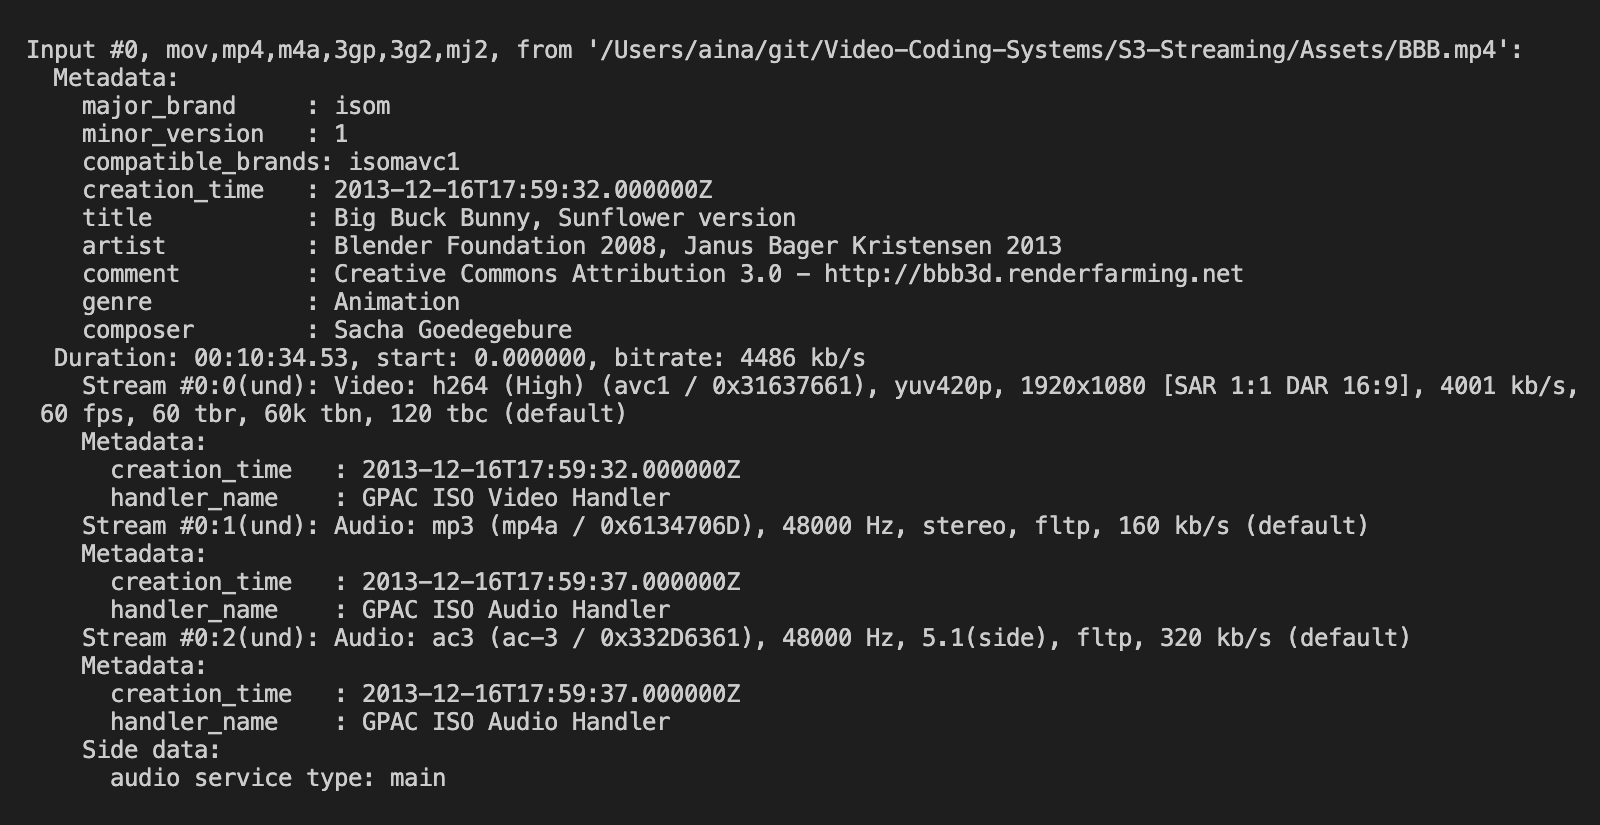 Input #0, mov,mp4,m4a,3gp,3g2,mj2, from '/Users/aina/git/Video-Coding-Systems/S3-Streaming/Assets/BBB.mp4':
  Metadata:
    major_brand     : isom
    minor_version   : 1
    compatible_brands: isomavc1
    creation_time   : 2013-12-16T17:59:32.000000Z
    title           : Big Buck Bunny, Sunflower version
    artist          : Blender Foundation 2008, Janus Bager Kristensen 2013
    comment         : Creative Commons Attribution 3.0 - http://bbb3d.renderfarming.net
    genre           : Animation
    composer        : Sacha Goedegebure
  Duration: 00:10:34.53, start: 0.000000, bitrate: 4486 kb/s
    Stream #0:0(und): Video: h264 (High) (avc1 / 0x31637661), yuv420p, 1920x1080 [SAR 1:1 DAR 16:9], 4001 kb/s,
 60 fps, 60 tbr, 60k tbn, 120 tbc (default)
    Metadata:
      creation_time   : 2013-12-16T17:59:32.000000Z
      handler_name    : GPAC ISO Video Handler
    Stream #0:1(und): Audio: mp3 (mp4a / 0x6134706D), 48000 Hz, stereo, fltp, 160 kb/s (default)
    Metadata:
      creation_time   : 2013-12-16T17:59:37.000000Z
      handler_name    : GPAC ISO Audio Handler
    Stream #0:2(und): Audio: ac3 (ac-3 / 0x332D6361), 48000 Hz, 5.1(side), fltp, 320 kb/s (default)
    Metadata:
      creation_time   : 2013-12-16T17:59:37.000000Z
      handler_name    : GPAC ISO Audio Handler
    Side data:
      audio service type: main